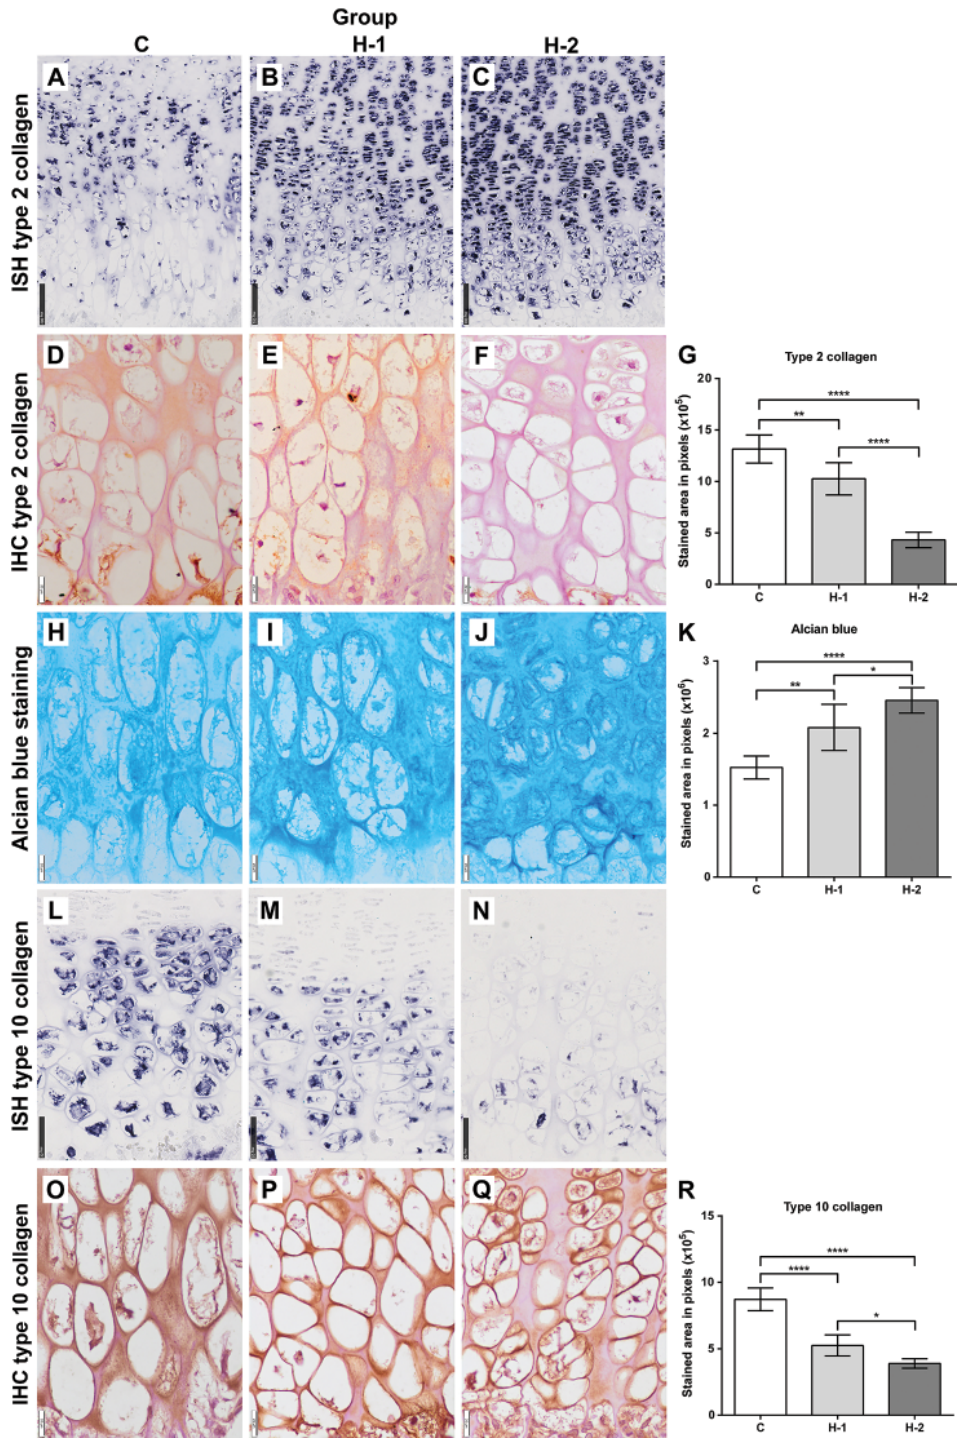 Group
C H-1 H-2
ISH type 2 collagen
A B C
IHC type 2 collagen
D E F
G Type 2 collagen
Stained area in pixels (x10⁵)
20
15
10
5
0
****
**
****
C H-1 H-2
Alcian blue staining
H I J
K Alcian blue
Stained area in pixels (x10⁶)
3
2
1
0
****
*
**
C H-1 H-2
ISH type 10 collagen
L M N
IHC type 10 collagen
O P Q
R Type 10 collagen
Stained area in pixels (x10⁵)
15
10
5
0
****
****
*
C H-1 H-2